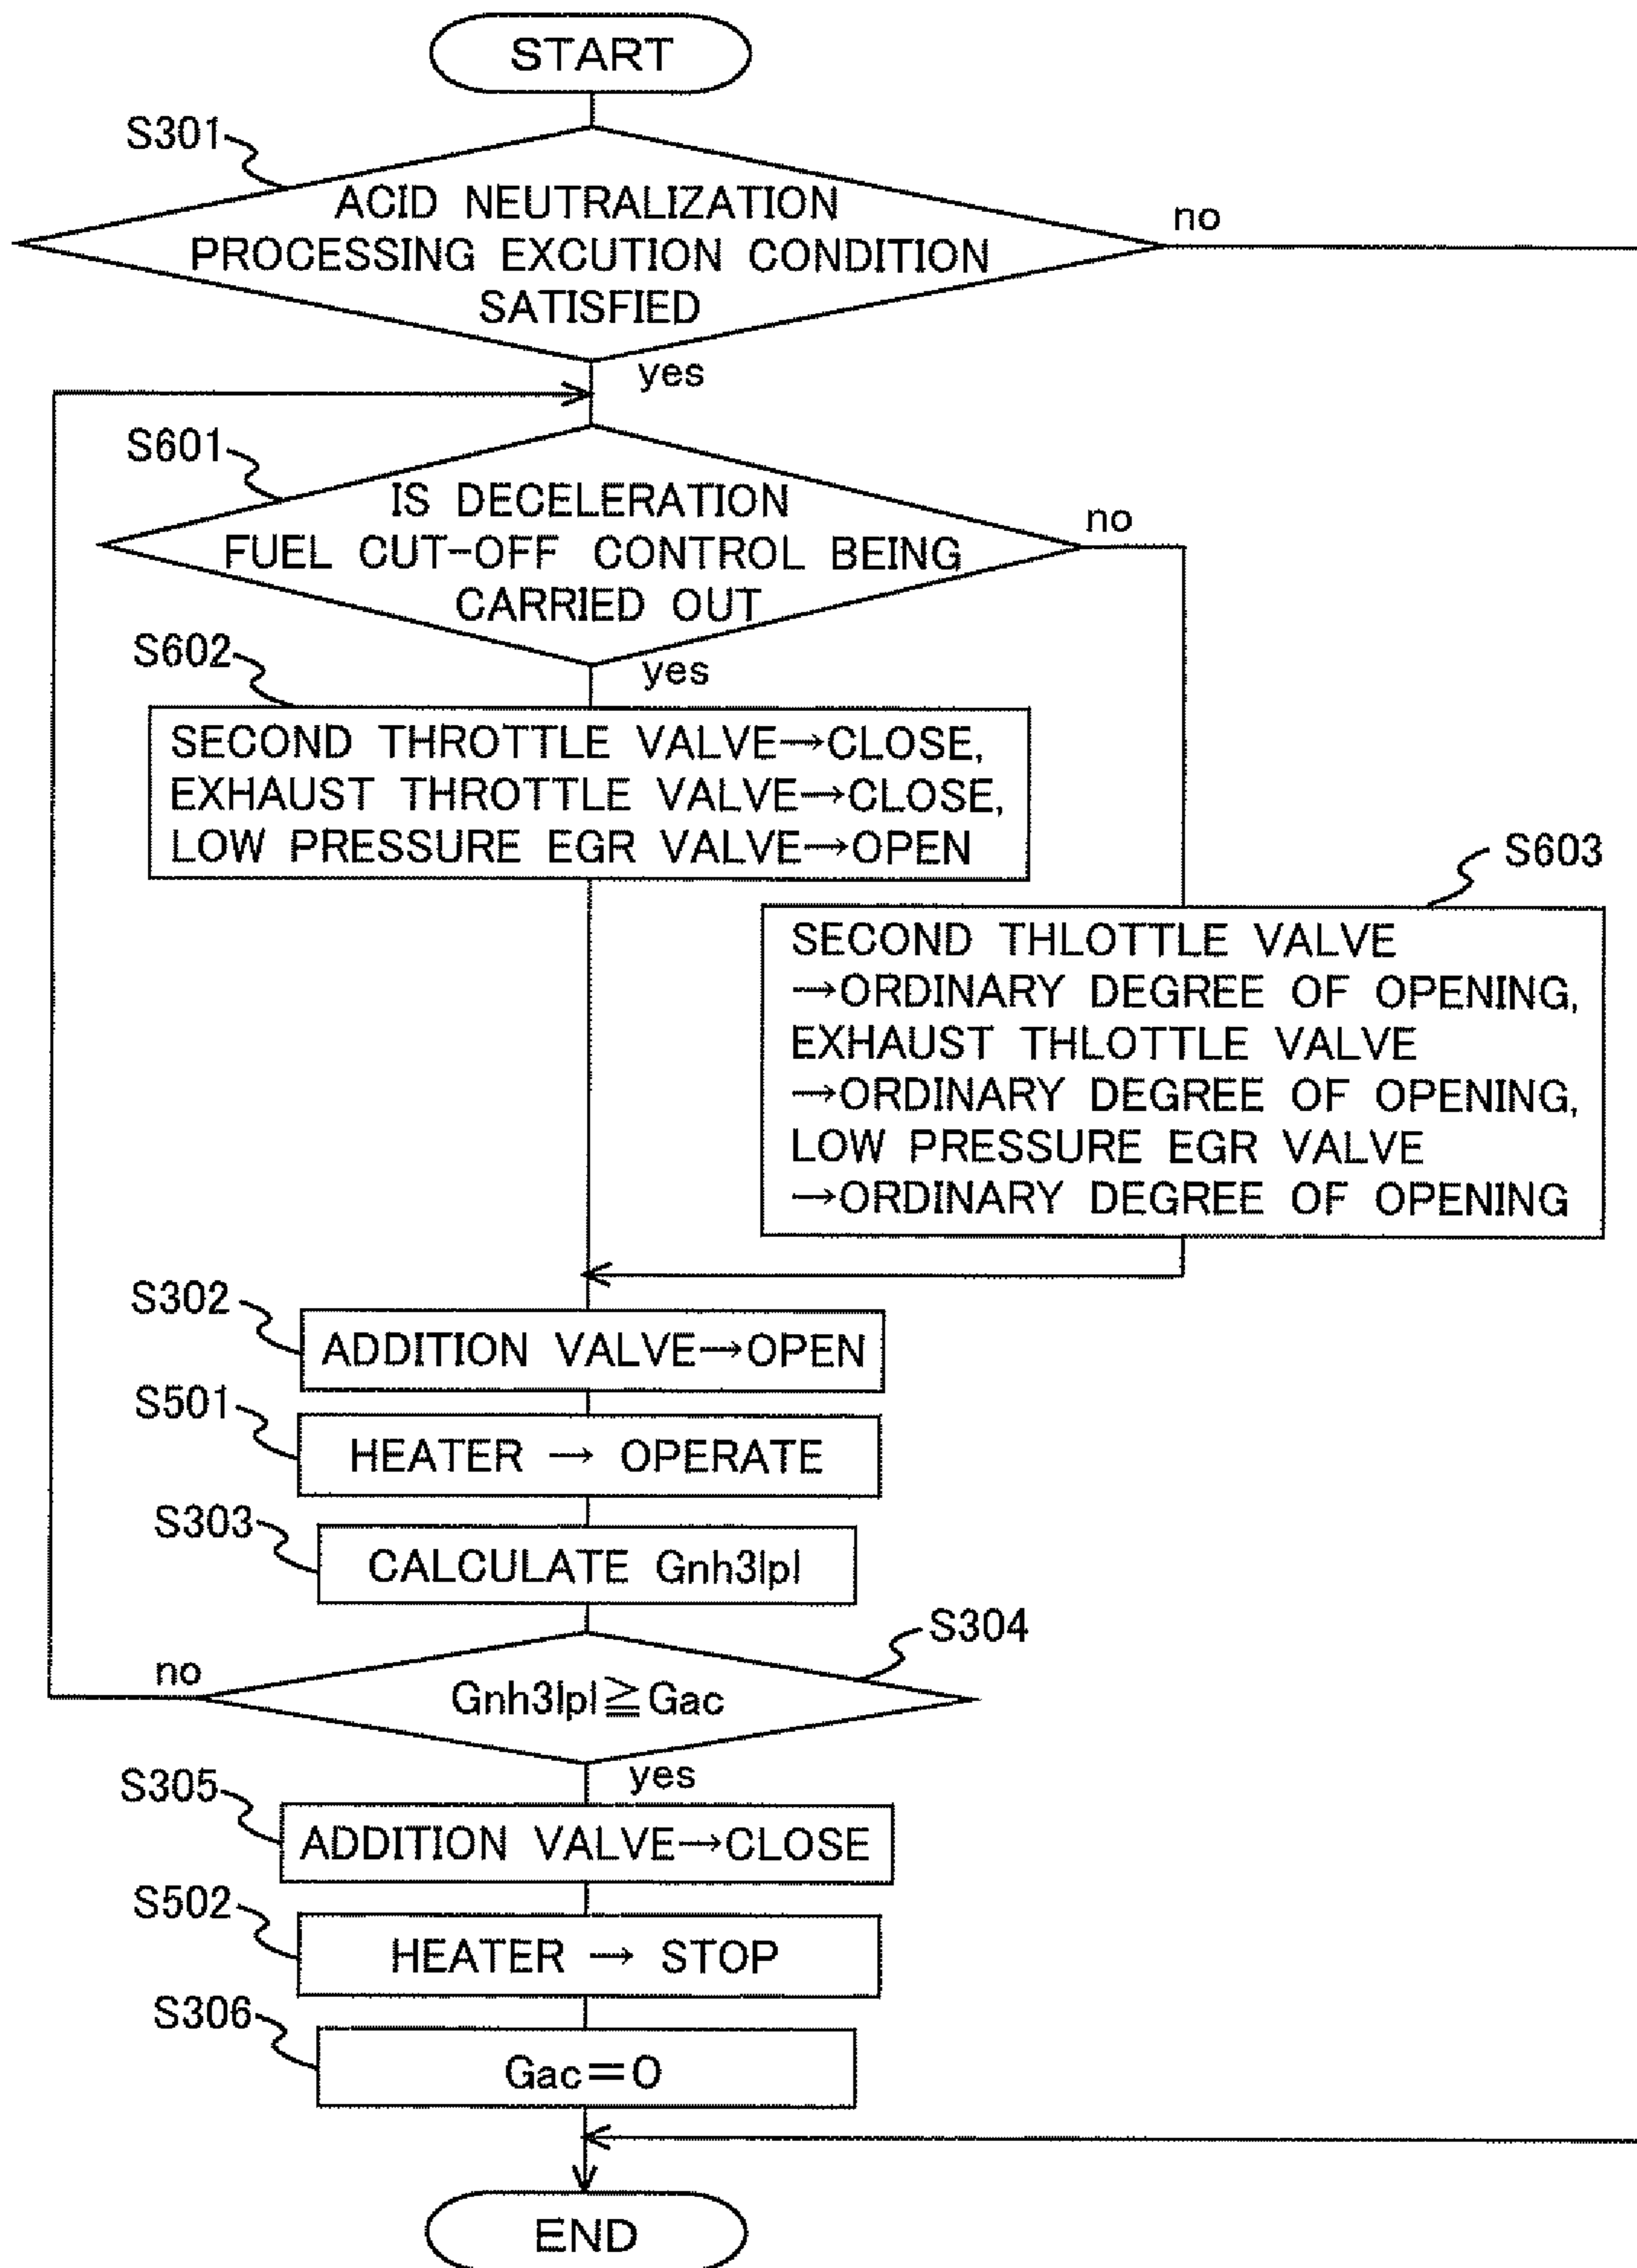 START
S301
ACID NEUTRALIZATION
PROCESSING EXCUTION CONDITION
SATISFIED
no
yes
S601
IS DECELERATION
FUEL CUT-OFF CONTROL BEING
CARRIED OUT
no
yes
S602
SECOND THROTTLE VALVE→CLOSE,
EXHAUST THROTTLE VALVE→CLOSE,
LOW PRESSURE EGR VALVE→OPEN
S603
SECOND THLOTTLE VALVE
→ORDINARY DEGREE OF OPENING,
EXHAUST THLOTTLE VALVE
→ORDINARY DEGREE OF OPENING,
LOW PRESSURE EGR VALVE
→ORDINARY DEGREE OF OPENING
S302
ADDITION VALVE→OPEN
S501
HEATER → OPERATE
S303
CALCULATE Gnh3lpl
S304
no
Gnh3lpl≧Gac
yes
S305
ADDITION VALVE→CLOSE
S502
HEATER → STOP
S306
Gac=0
END